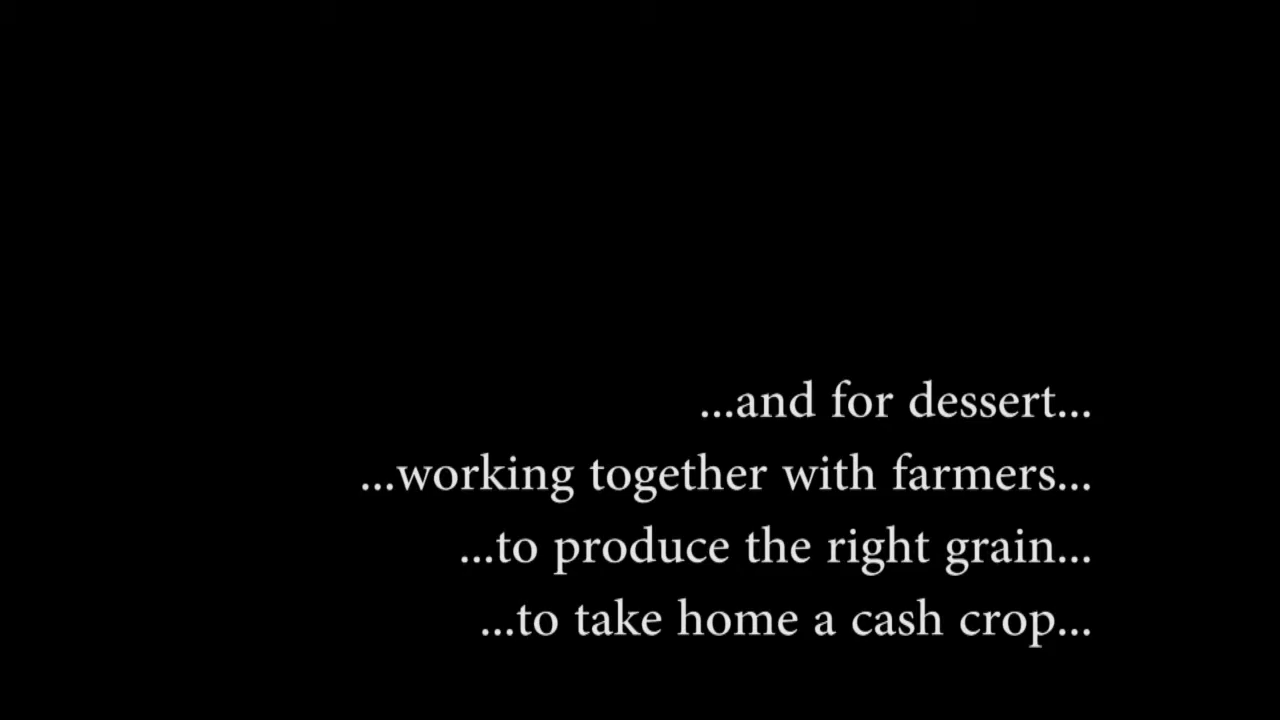 ...and for dessert...
...working together with farmers...
...to produce the right grain...
...to take home a cash crop...